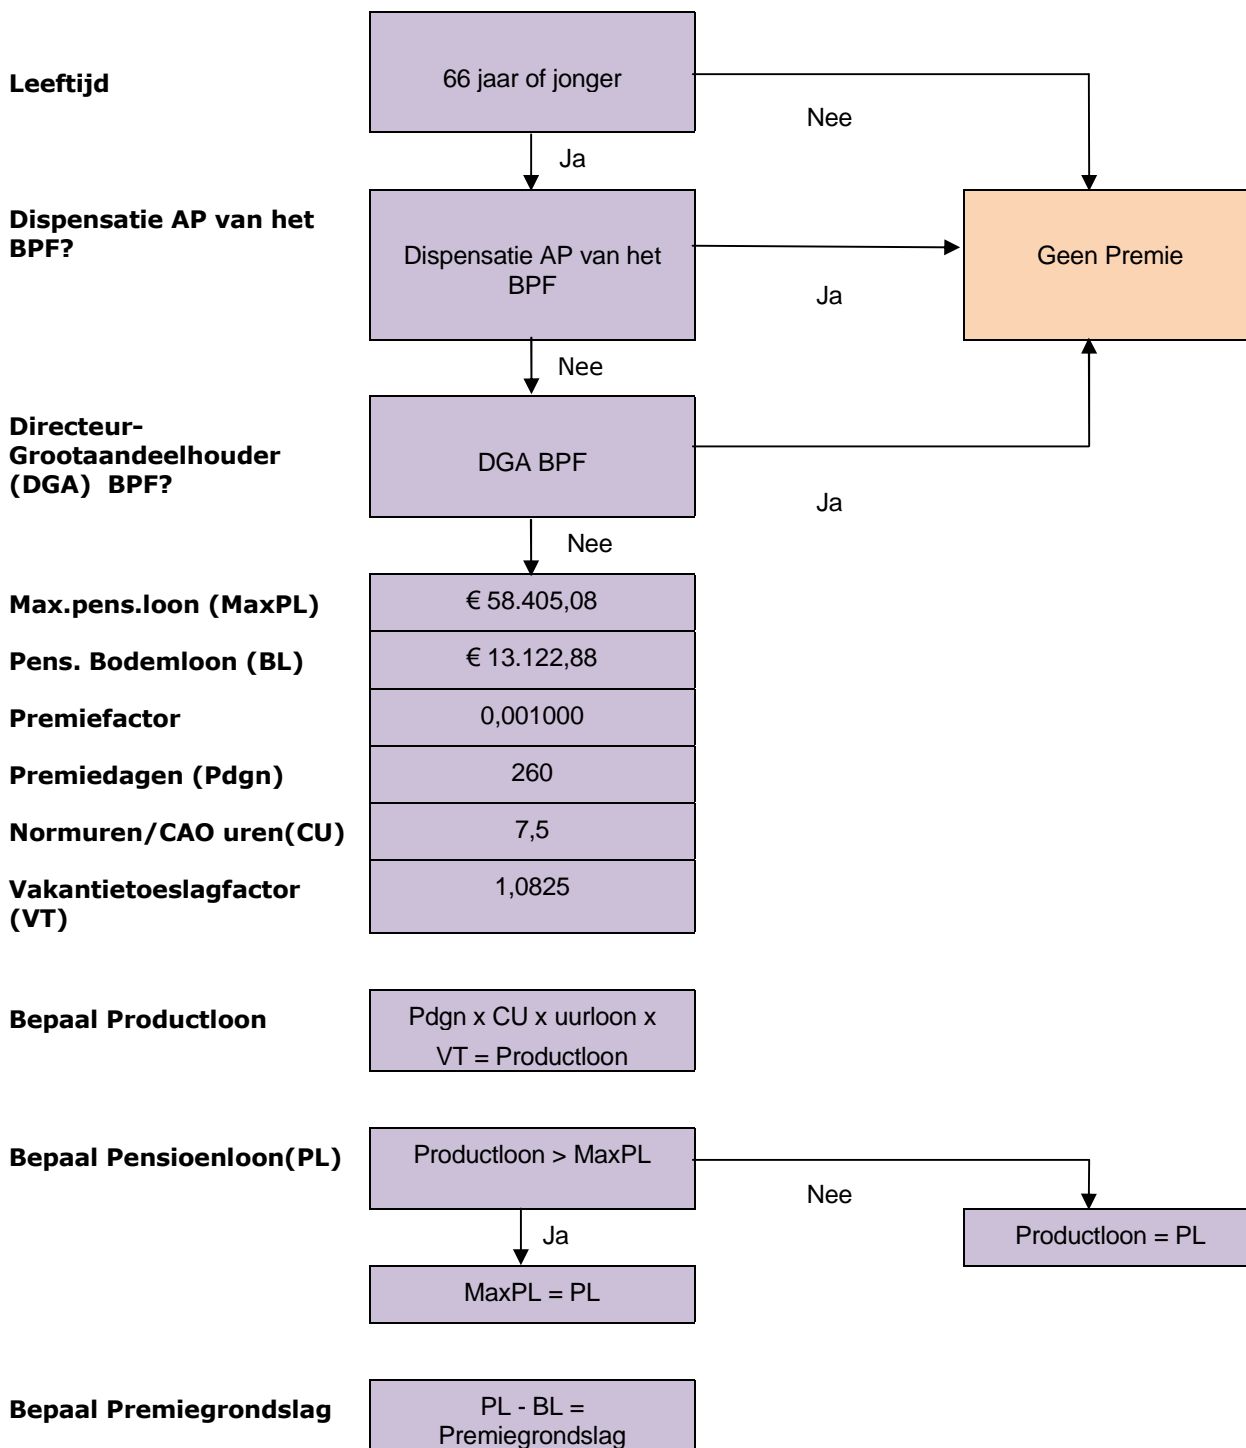 Leeftijd
66 jaar of jonger
Nee
Ja
Dispensatie AP van het
BPF?
Dispensatie AP van het
BPF
Ja
Geen Premie
Nee
Directeur-
Grootaandeelhouder
(DGA)  BPF?
DGA BPF
Ja
Nee
Max.pens.loon (MaxPL)
€ 58.405,08
Pens. Bodemloon (BL)
€ 13.122,88
Premiefactor
0,001000
Premiedagen (Pdgn)
260
Normuren/CAO uren(CU)
7,5
Vakantietoeslagfactor
(VT)
1,0825
Bepaal Productloon
Pdgn x CU x uurloon x
VT = Productloon
Bepaal Pensioenloon(PL)
Productloon > MaxPL
Nee
Ja
Productloon = PL
MaxPL = PL
Bepaal Premiegrondslag
PL - BL =
Premiegrondslag